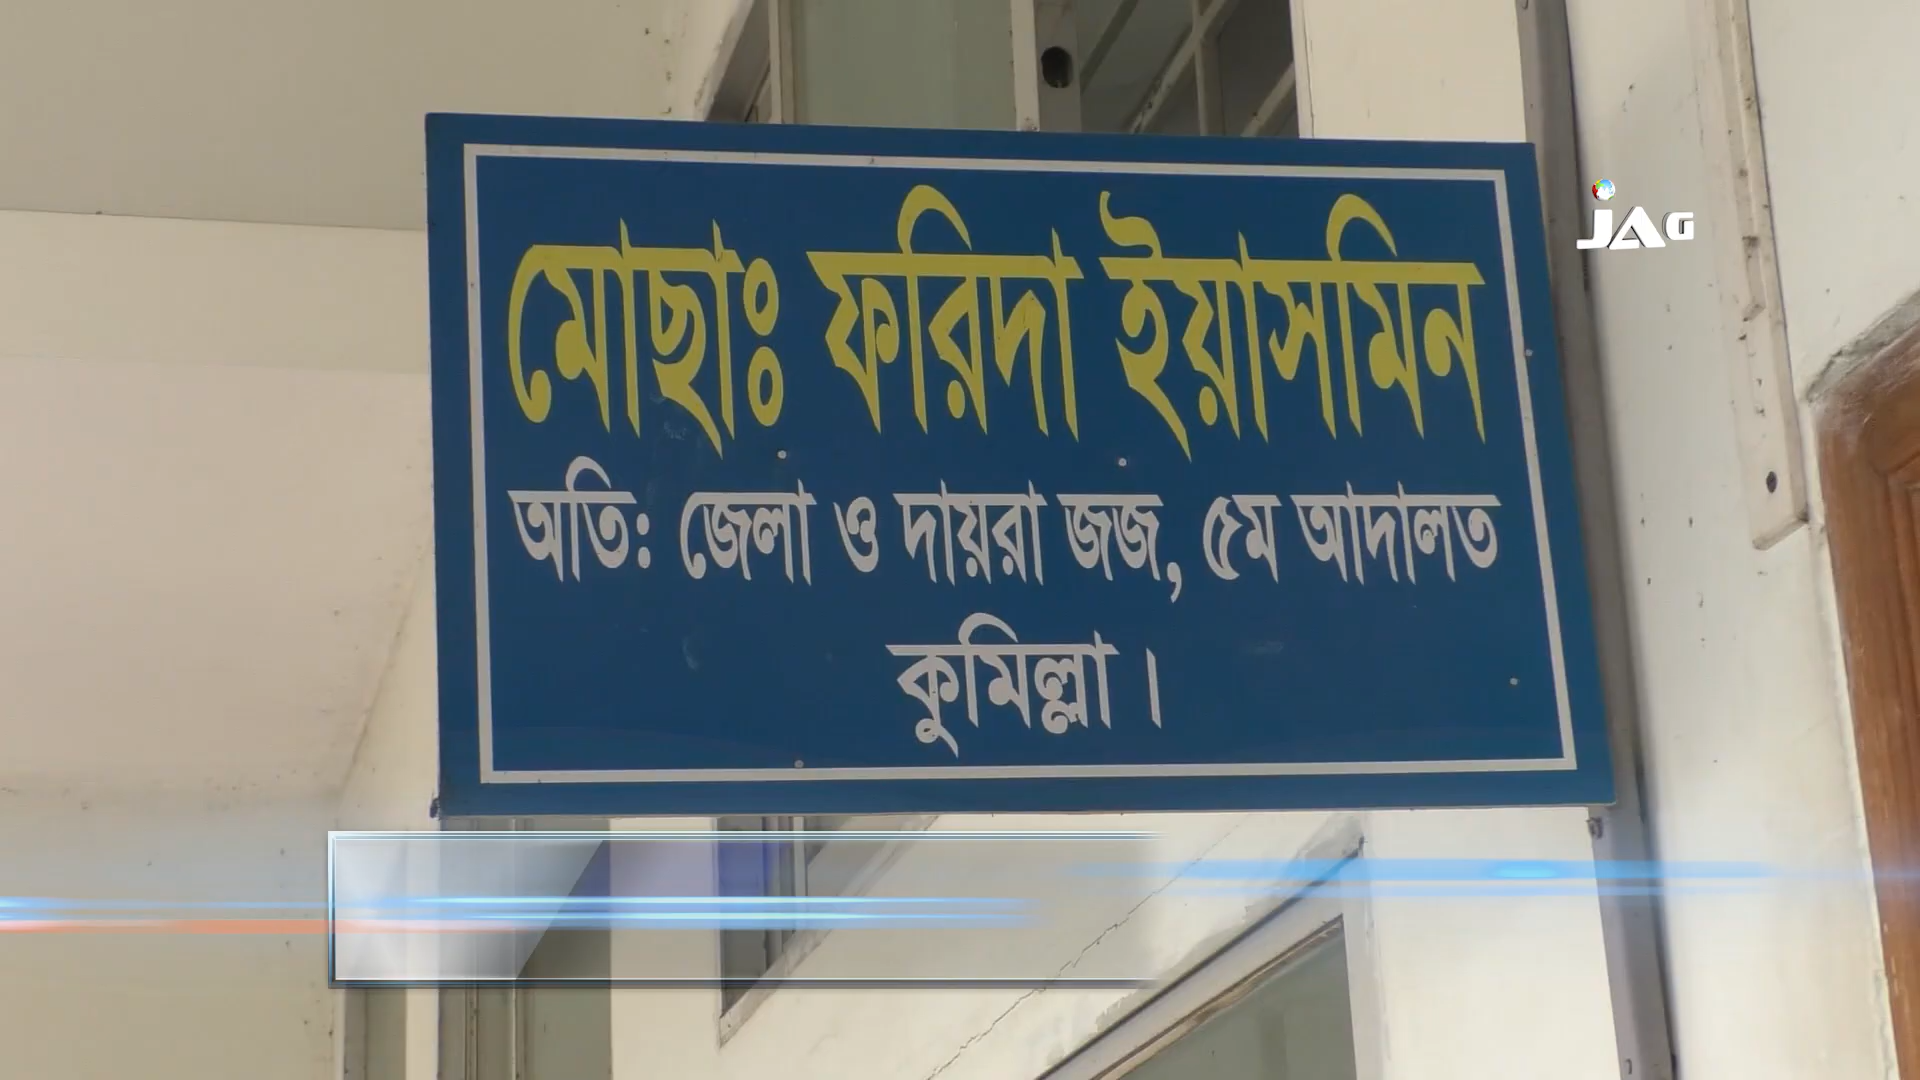 মোছাঃ ফরিদা ইয়াসমিন
অতি: জেলা ও দায়রা জজ, ৫ম আদালত
কুমিল্লা।
JAG